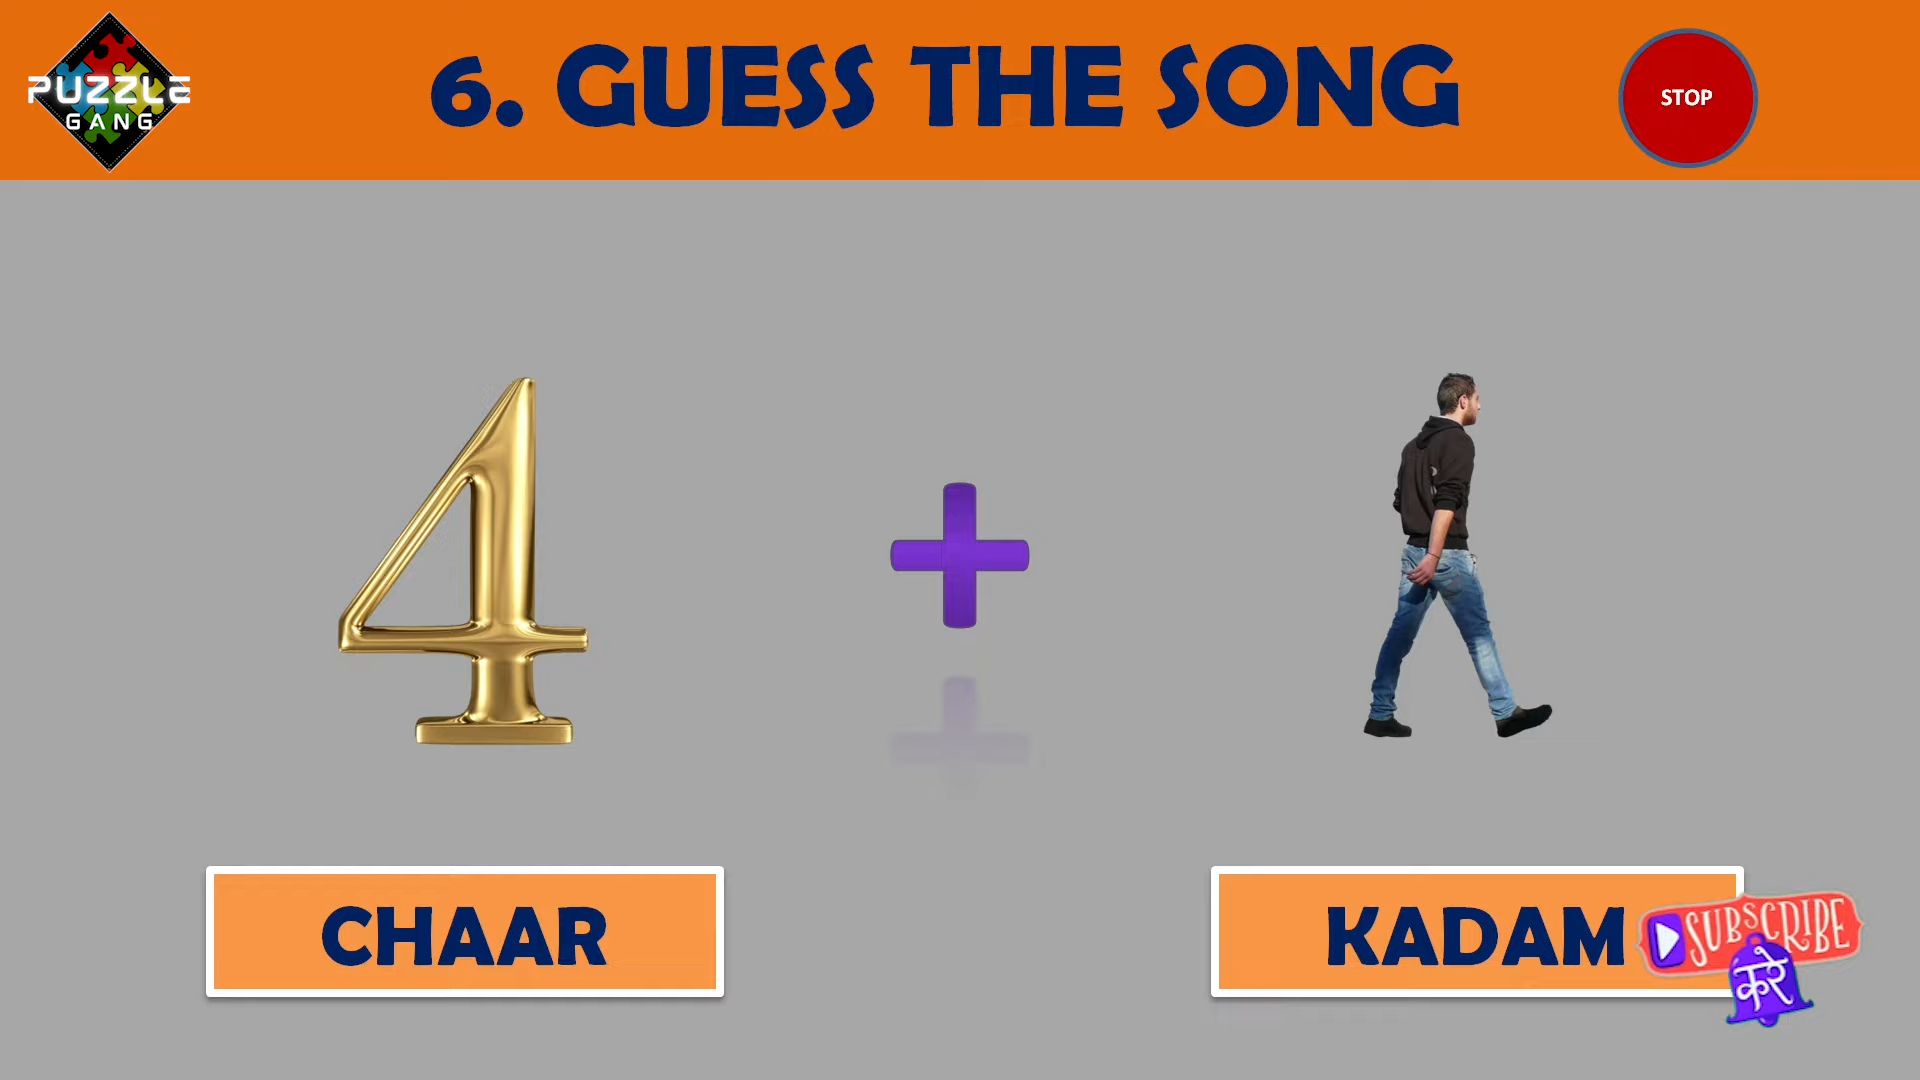 PUZZLE
GANG
6. GUESS THE SONG
STOP
4
CHAAR
KADAM
SUBSCRIBE
करे